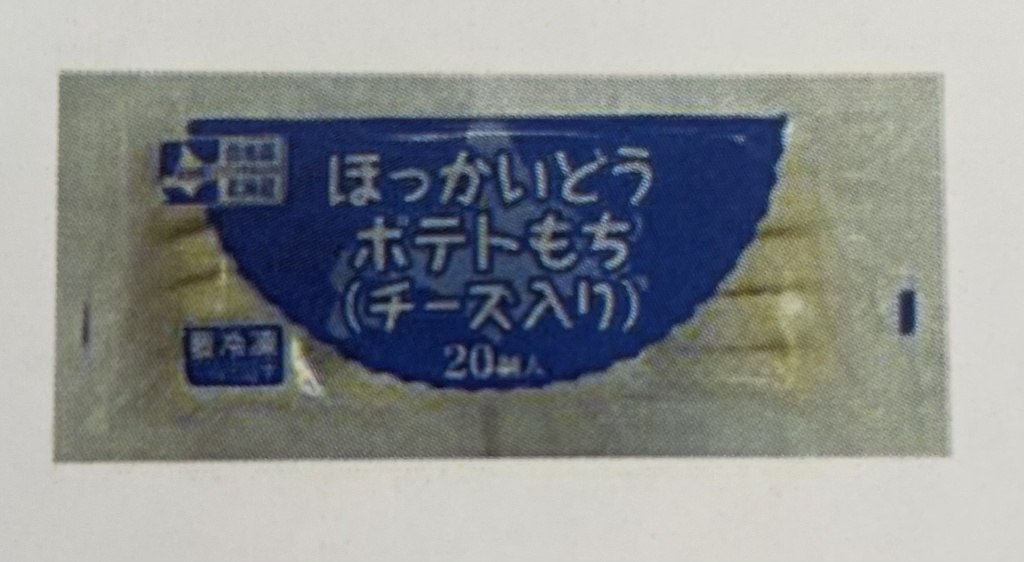 ほっかいどう
ポテトもち
(チーズ入り)
20個入
要冷凍